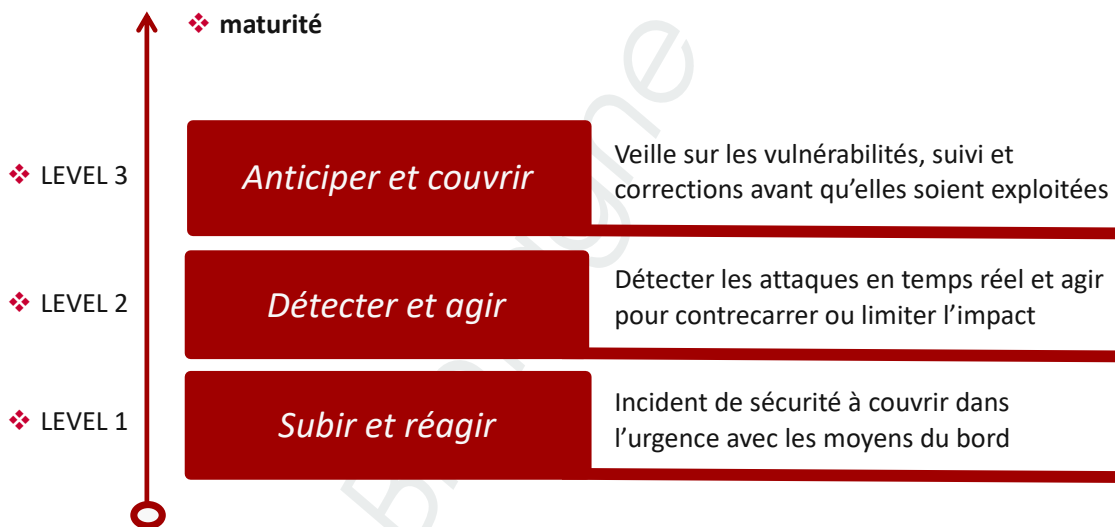 ❖ maturité
❖ LEVEL 3
Anticiper et couvrir
Veille sur les vulnérabilités, suivi et
corrections avant qu’elles soient exploitées
❖ LEVEL 2
Détecter et agir
Détecter les attaques en temps réel et agir
pour contrecarrer ou limiter l’impact
❖ LEVEL 1
Subir et réagir
Incident de sécurité à couvrir dans
l’urgence avec les moyens du bord